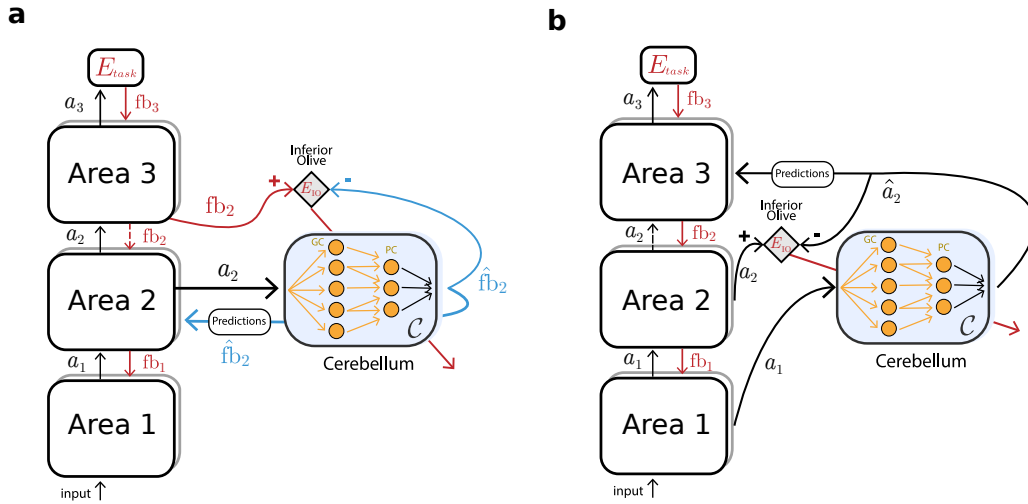 a
E_task
a_3
fb_3
Area 3
Inferior
Olive
+
-
E_IO
fb_2
a_2
fb_2
GC
PC
a_2
Area 2
f̂b_2
Predictions
C
f̂b_2
Cerebellum
a_1
fb_1
Area 1
input
b
E_task
a_3
fb_3
Area 3
Predictions
â_2
Inferior
Olive
+
-
E_IO
a_2
fb_2
GC
PC
a_2
Area 2
C
Cerebellum
a_1
fb_1
a_1
Area 1
input